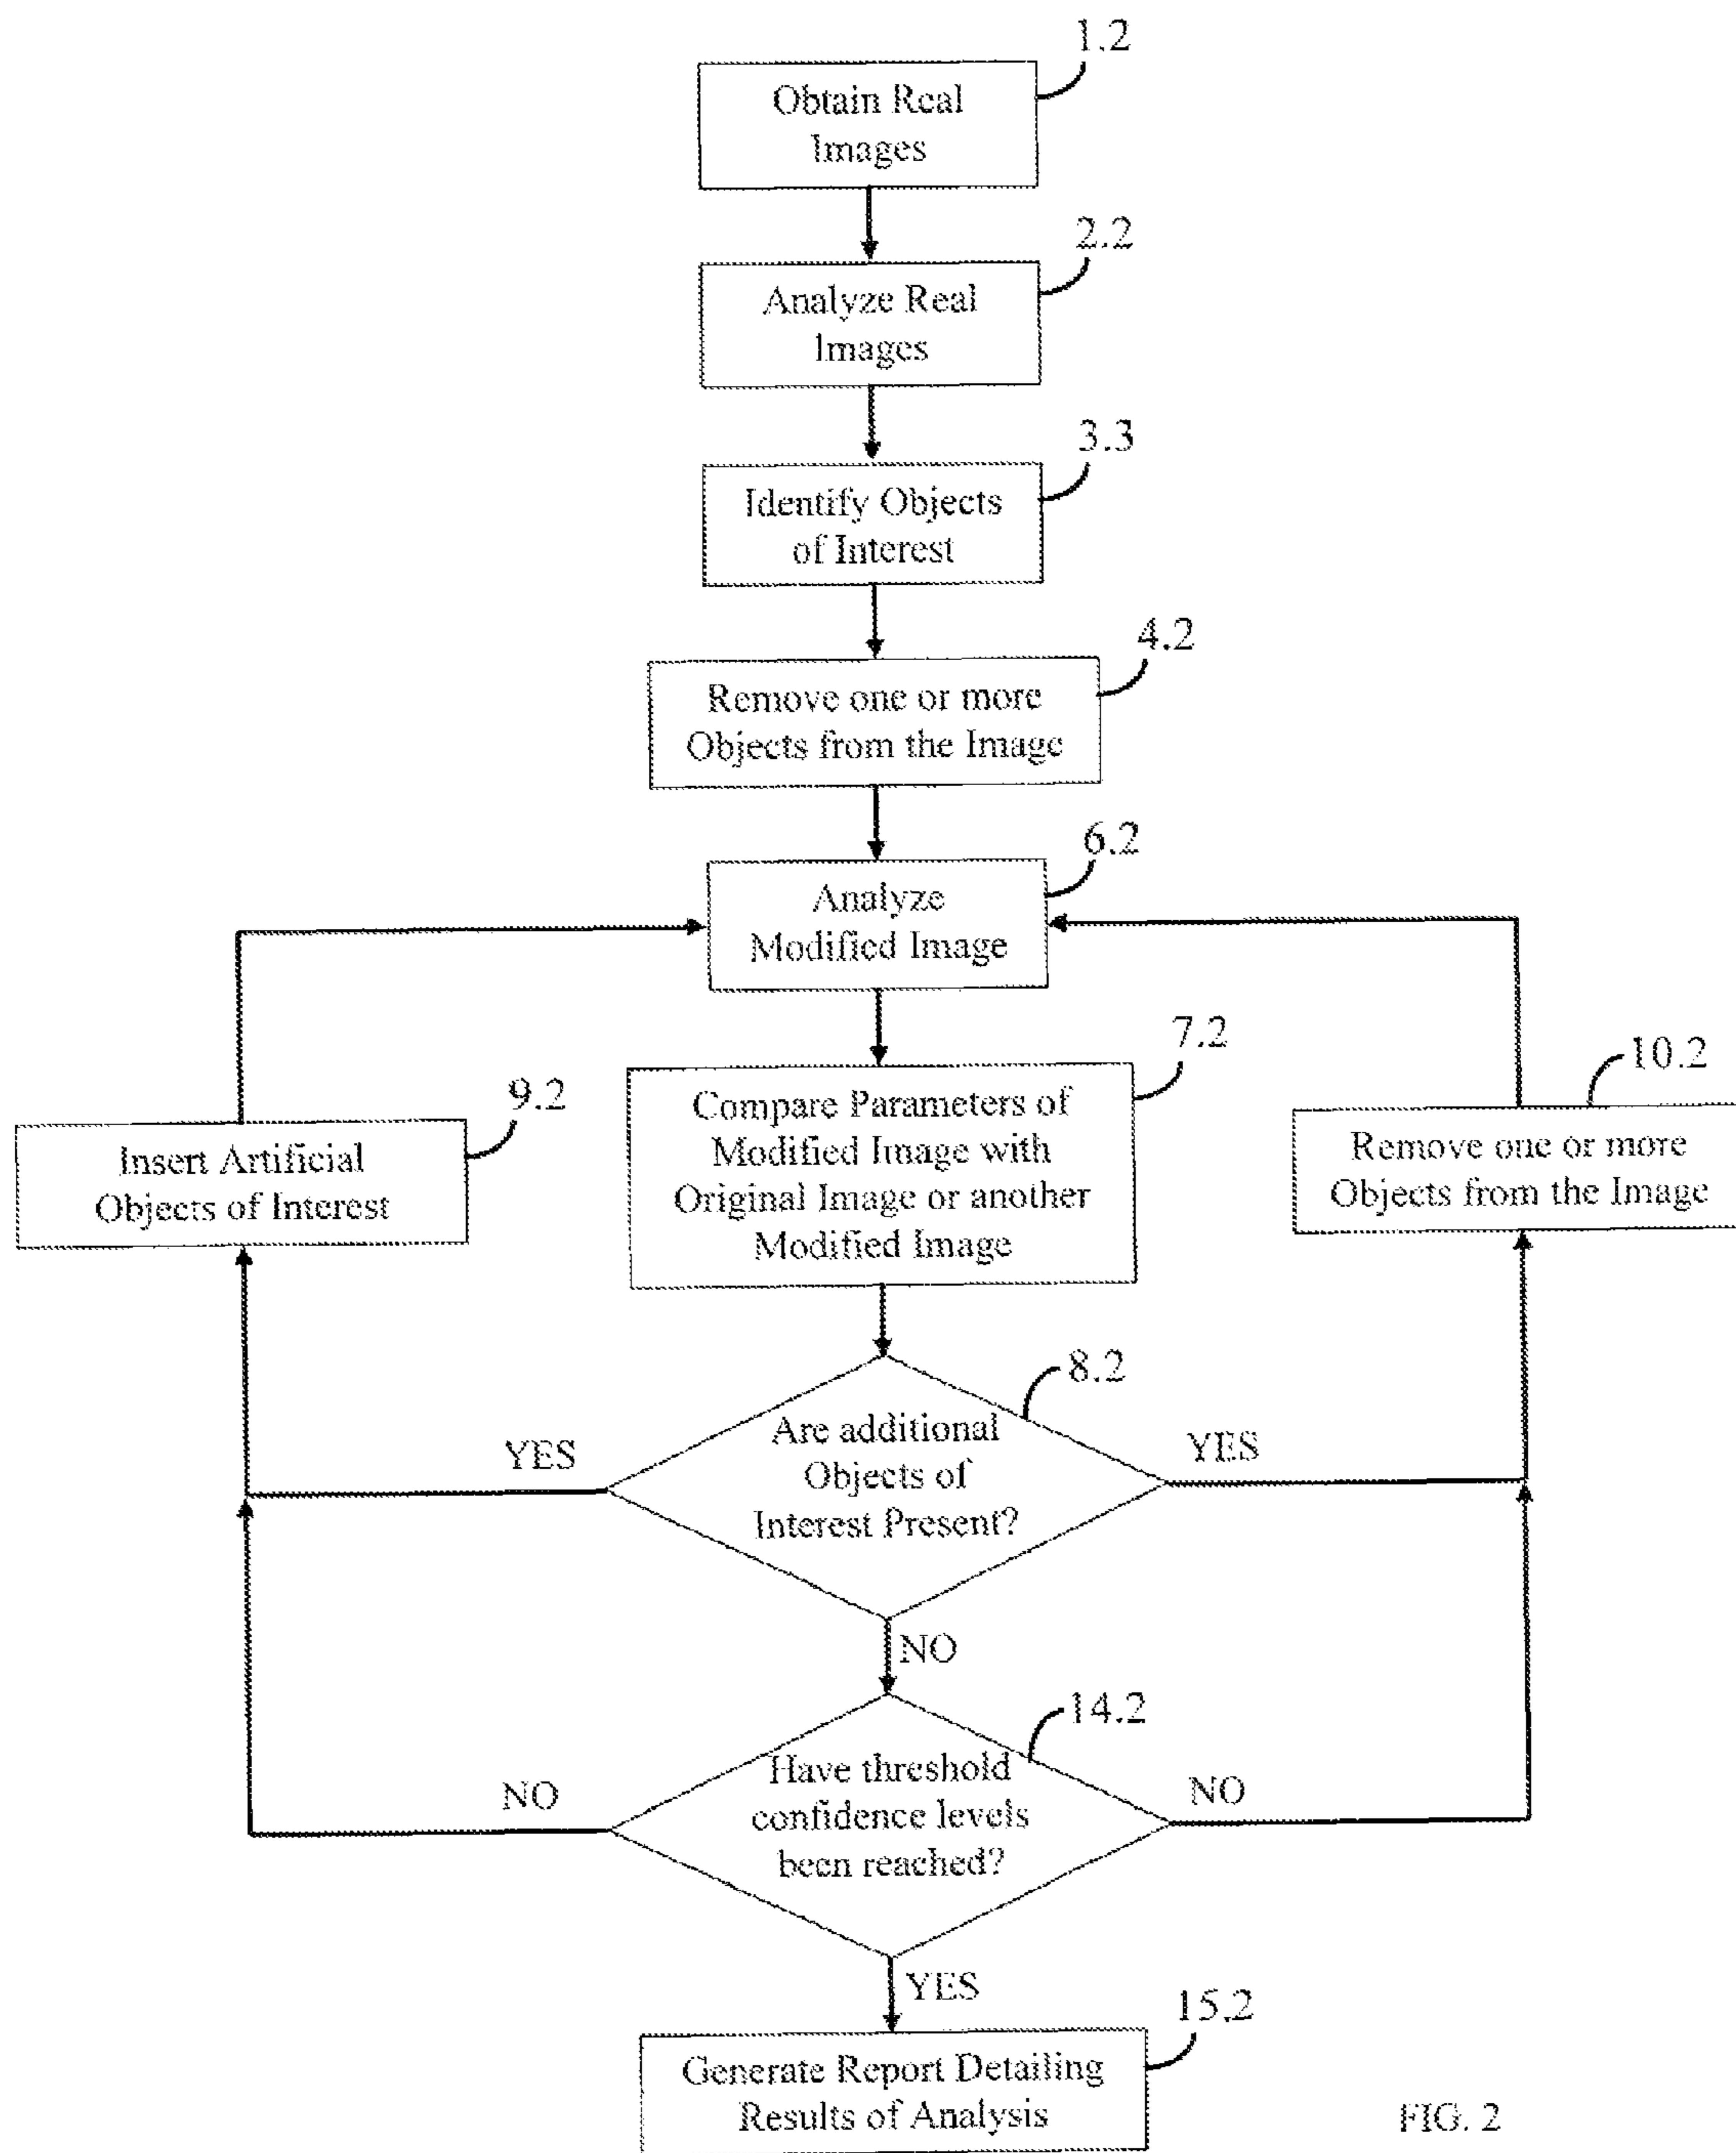 1.2
Obtain Real
Images
2.2
Analyze Real
Images
3.3
Identify Objects
of Interest
4.2
Remove one or more
Objects from the Image
6.2
Analyze
Modified Image
7.2
Compare Parameters of
Modified Image with
Original Image or another
Modified Image
9.2
Insert Artificial
Objects of Interest
10.2
Remove one or more
Objects from the Image
8.2
Are additional
Objects of
Interest Present?
YES
YES
NO
14.2
Have threshold
confidence levels
been reached?
NO
NO
YES
15.2
Generate Report Detailing
Results of Analysis
FIG. 2